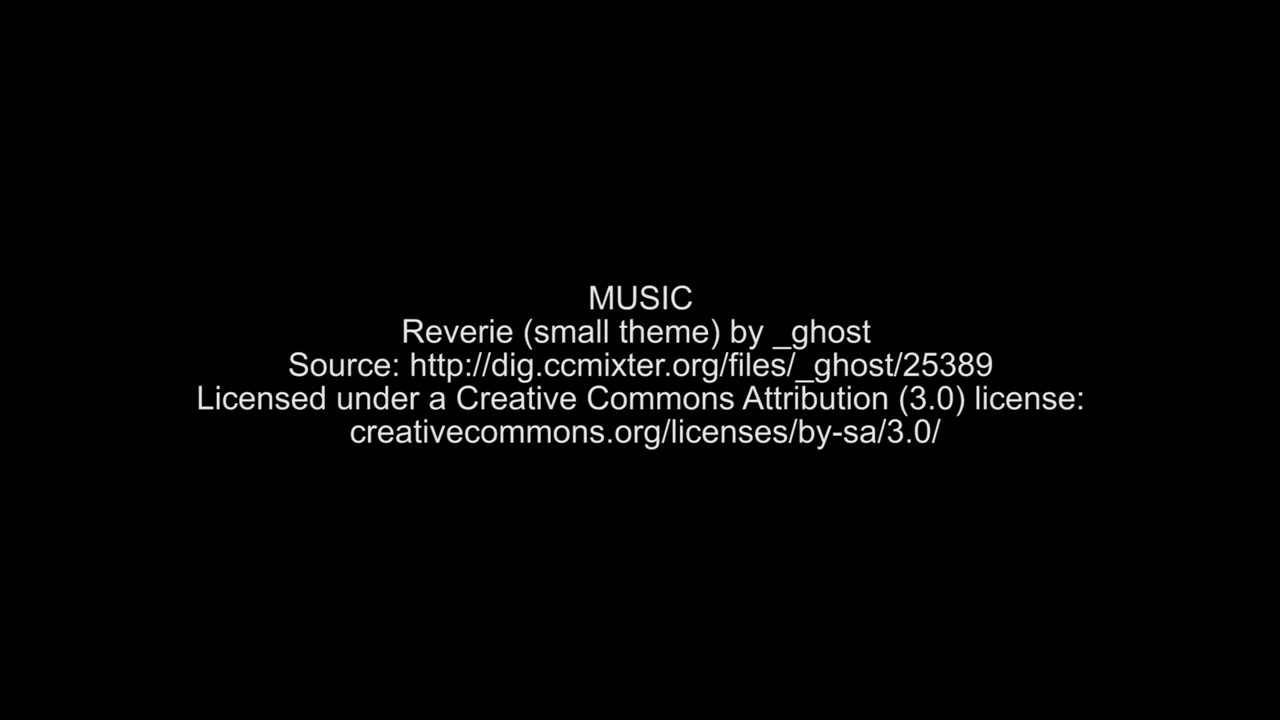 MUSIC
Reverie (small theme) by _ghost
Source: http://dig.ccmixter.org/files/_ghost/25389
Licensed under a Creative Commons Attribution (3.0) license:
creativecommons.org/licenses/by-sa/3.0/